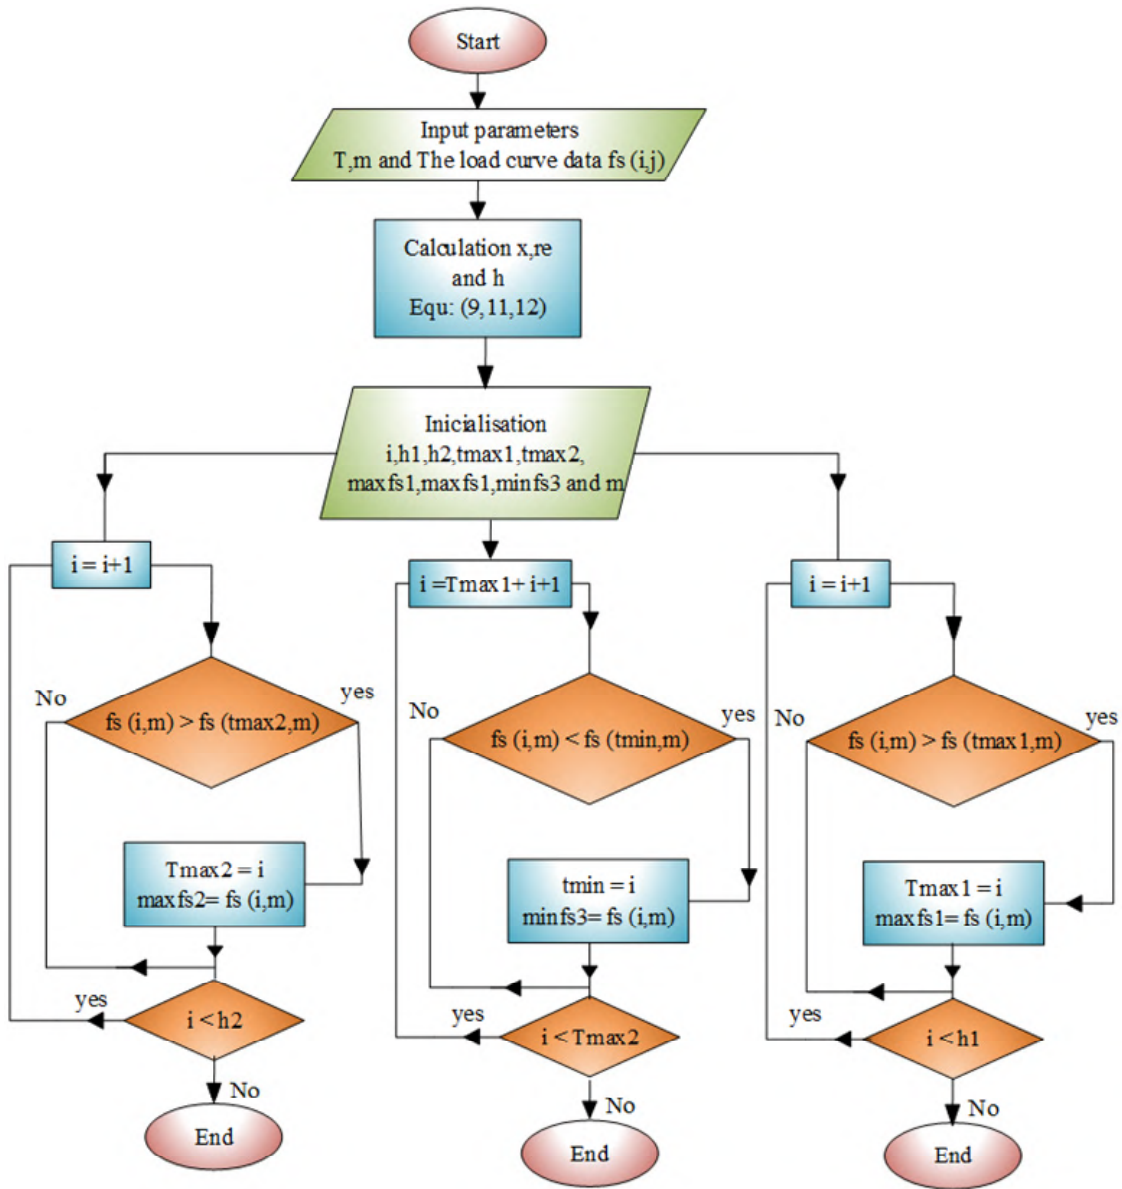 Start
Input parameters
T,m and The load curve data fs (i,j)
Calculation x,re
and h
Equ: (9,11,12)
Inicialisation
i,h1,h2,tmax1,tmax2,
maxfs1,maxfs1,minfs3 and m
i = i+1
No
yes
fs (i,m) > fs (tmax2,m)
Tmax2 = i
maxfs2= fs (i,m)
yes
i < h2
No
End
i =Tmax1+ i+1
No
yes
fs (i,m) < fs (tmin,m)
tmin = i
minfs3= fs (i,m)
yes
i < Tmax2
No
End
i = i+1
No
yes
fs (i,m) > fs (tmax1,m)
Tmax1 = i
maxfs1= fs (i,m)
yes
i < h1
No
End